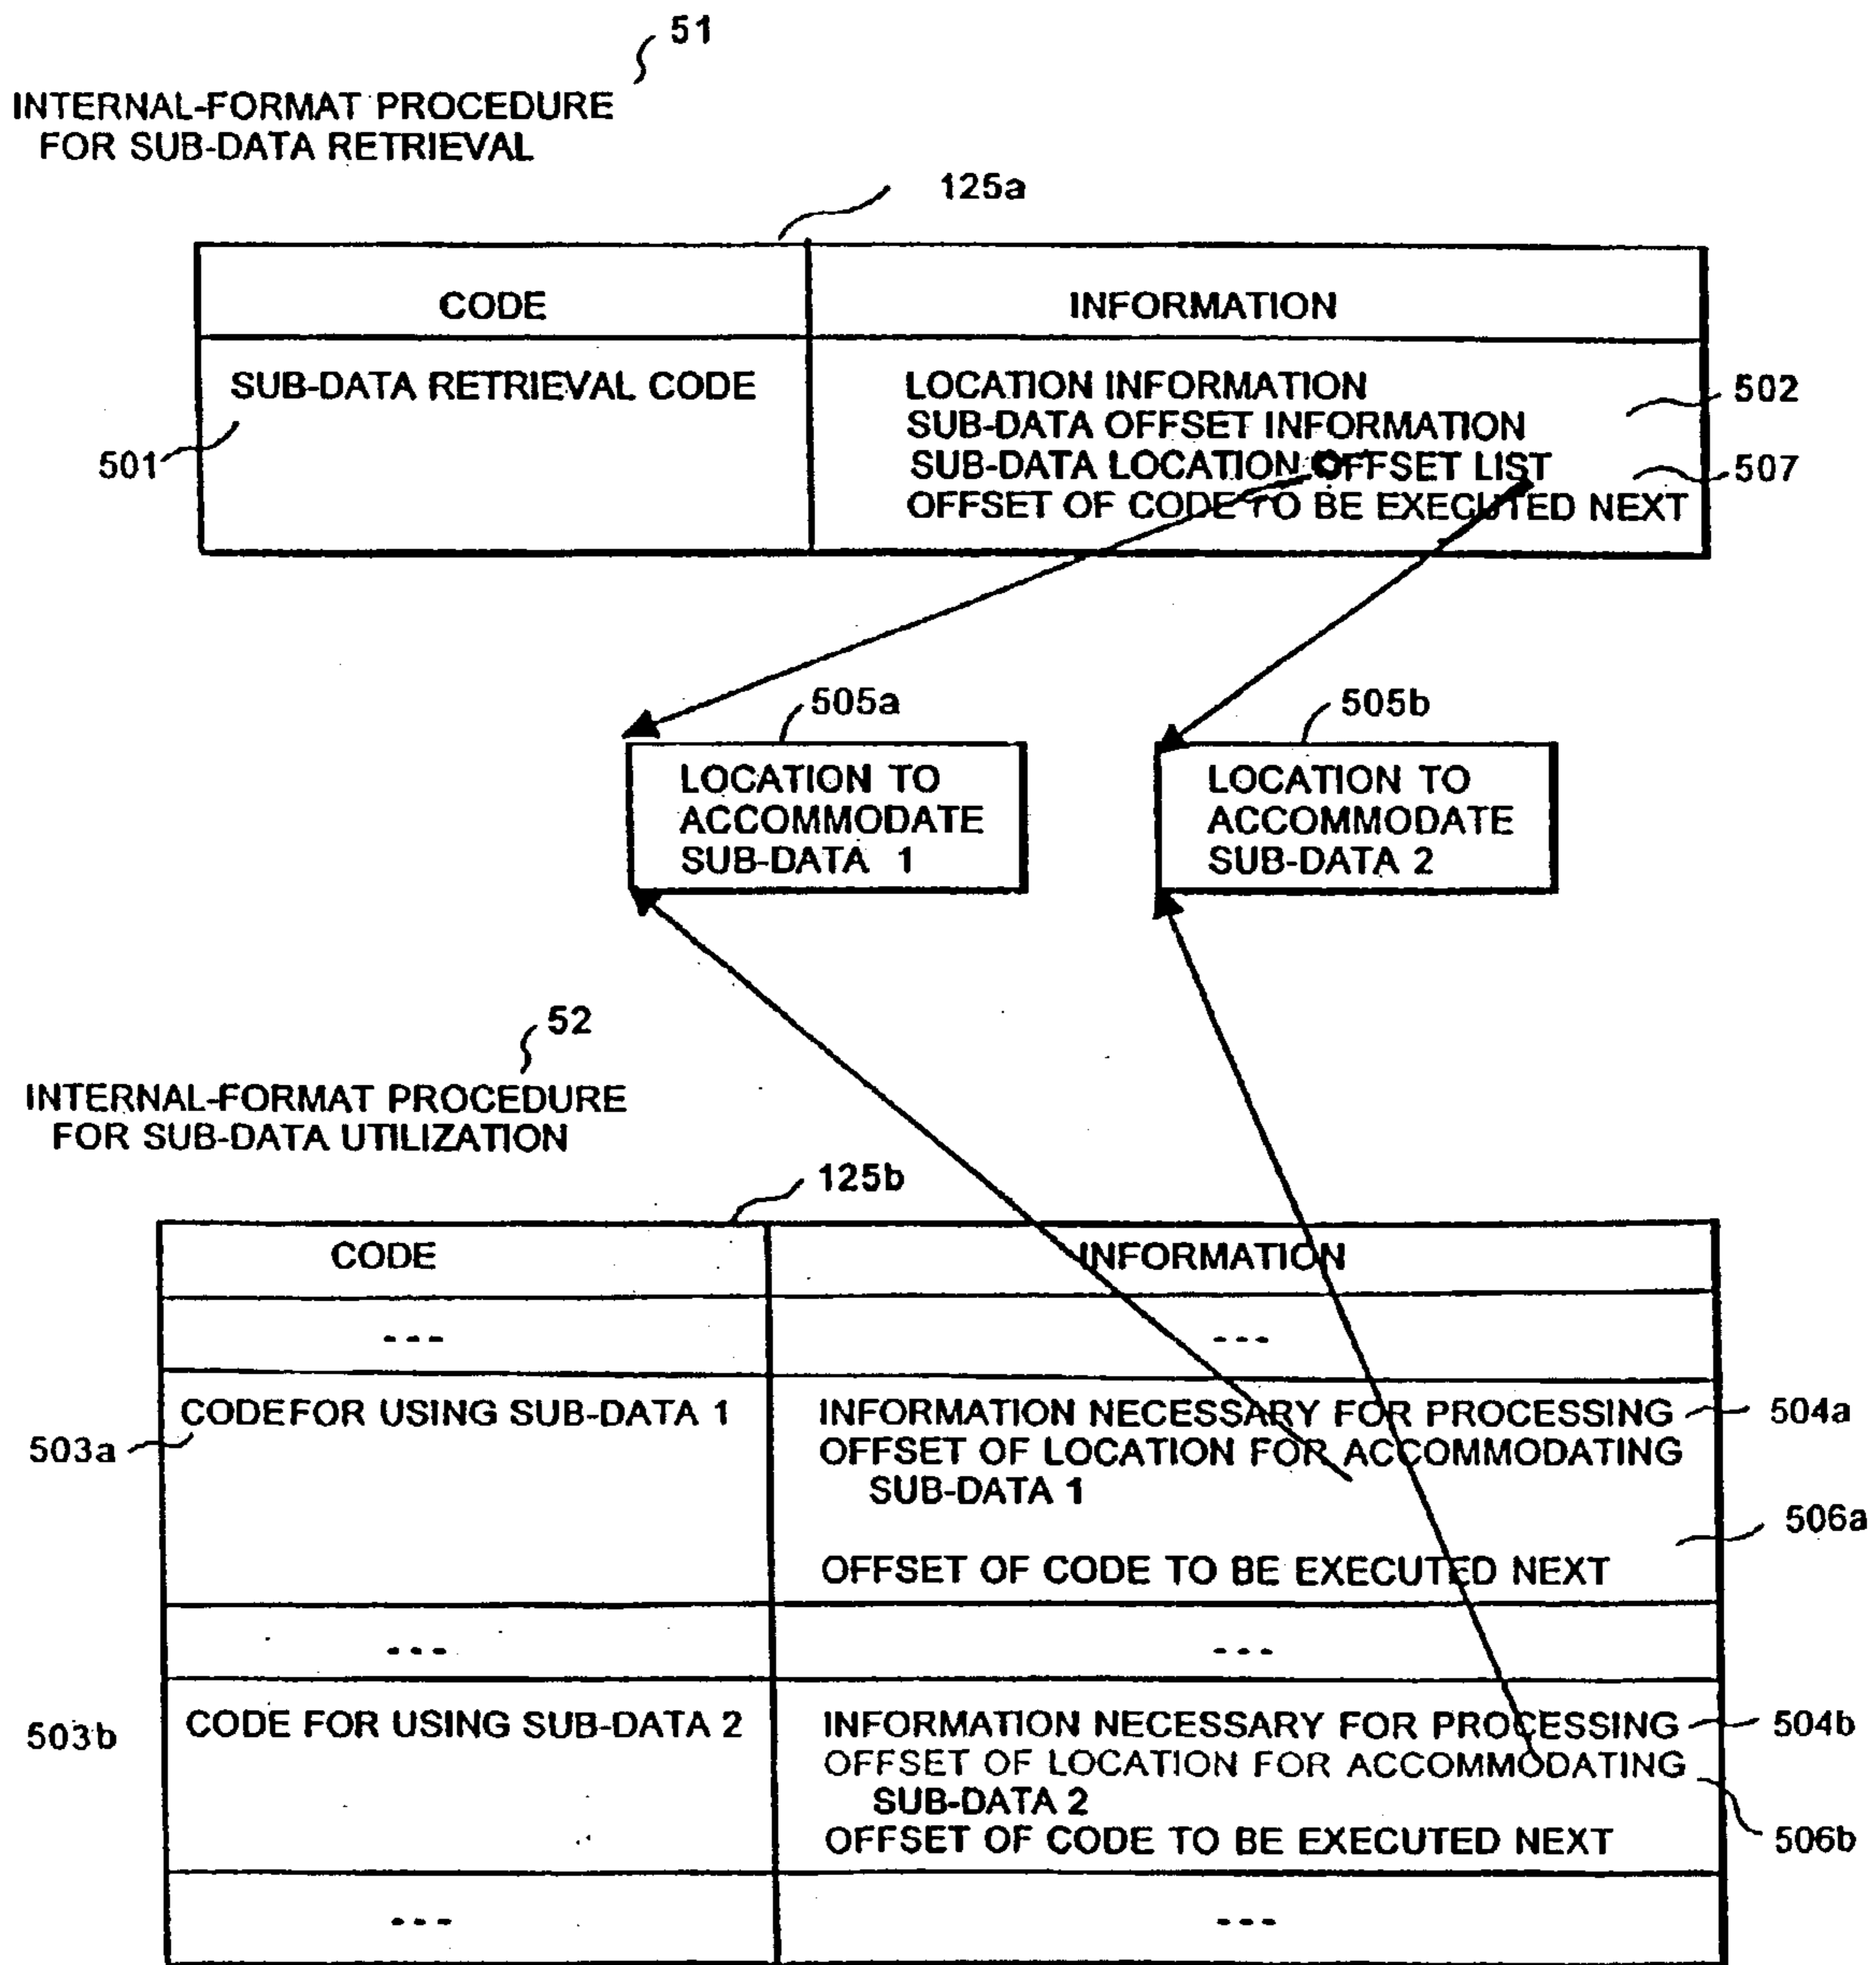 51
INTERNAL-FORMAT PROCEDURE
FOR SUB-DATA RETRIEVAL
125a
CODE
INFORMATION
SUB-DATA RETRIEVAL CODE
501
LOCATION INFORMATION
SUB-DATA OFFSET INFORMATION
SUB-DATA LOCATION OFFSET LIST
OFFSET OF CODE TO BE EXECUTED NEXT
502
507
505a
LOCATION TO
ACCOMMODATE
SUB-DATA 1
505b
LOCATION TO
ACCOMMODATE
SUB-DATA 2
52
INTERNAL-FORMAT PROCEDURE
FOR SUB-DATA UTILIZATION
125b
CODE
INFORMATION
---
---
CODEFOR USING SUB-DATA 1
503a
INFORMATION NECESSARY FOR PROCESSING
OFFSET OF LOCATION FOR ACCOMMODATING
SUB-DATA 1
OFFSET OF CODE TO BE EXECUTED NEXT
504a
506a
---
---
503b
CODE FOR USING SUB-DATA 2
INFORMATION NECESSARY FOR PROCESSING
OFFSET OF LOCATION FOR ACCOMMODATING
SUB-DATA 2
OFFSET OF CODE TO BE EXECUTED NEXT
504b
506b
---
---